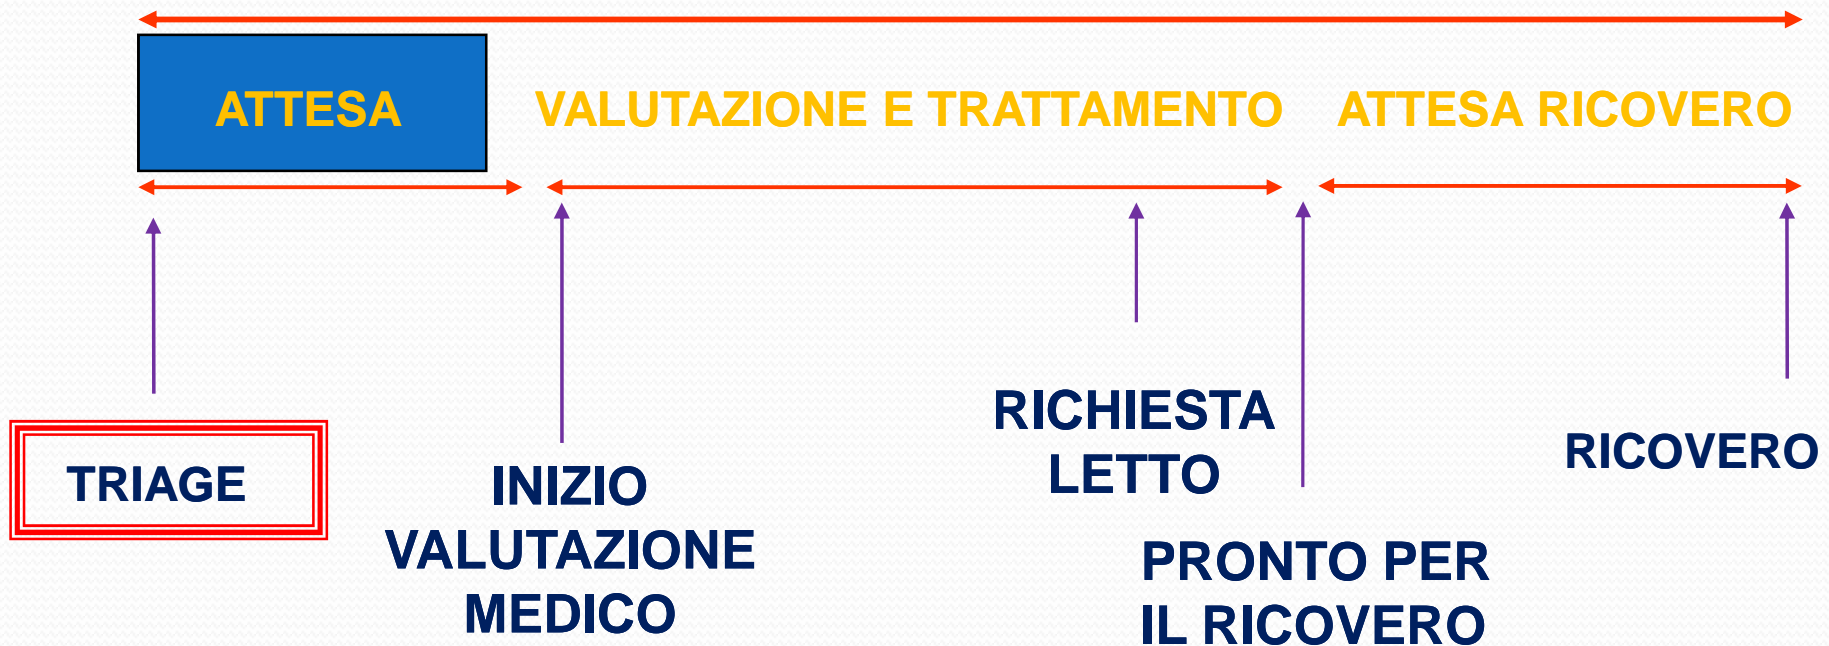 ATTESA
VALUTAZIONE E TRATTAMENTO
ATTESA RICOVERO
TRIAGE
INIZIO
VALUTAZIONE
MEDICO
RICHIESTA
LETTO
PRONTO PER
IL RICOVERO
RICOVERO